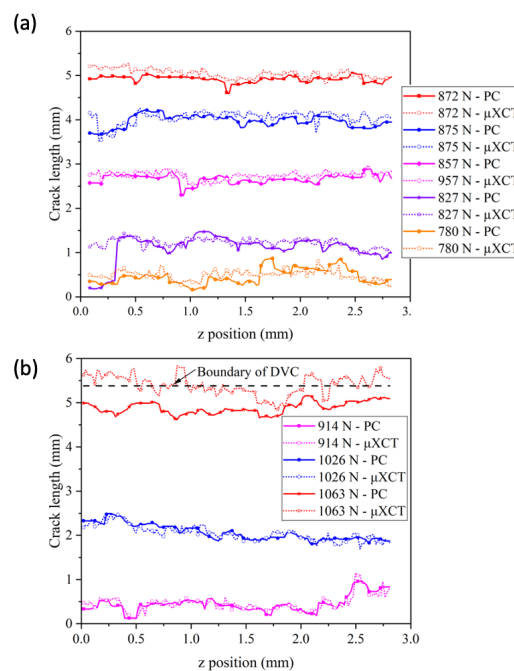 (a)
6
5
4
3
2
1
0
Crack length (mm)
0.0 0.5 1.0 1.5 2.0 2.5 3.0
z position (mm)
872 N - PC
872 N - μXCT
875 N - PC
875 N - μXCT
857 N - PC
957 N - μXCT
827 N - PC
827 N - μXCT
780 N - PC
780 N - μXCT
(b)
6
5
4
3
2
1
0
Crack length (mm)
Boundary of DVC
914 N - PC
914 N - μXCT
1026 N - PC
1026 N - μXCT
1063 N - PC
1063 N - μXCT
0.0 0.5 1.0 1.5 2.0 2.5 3.0
z position (mm)